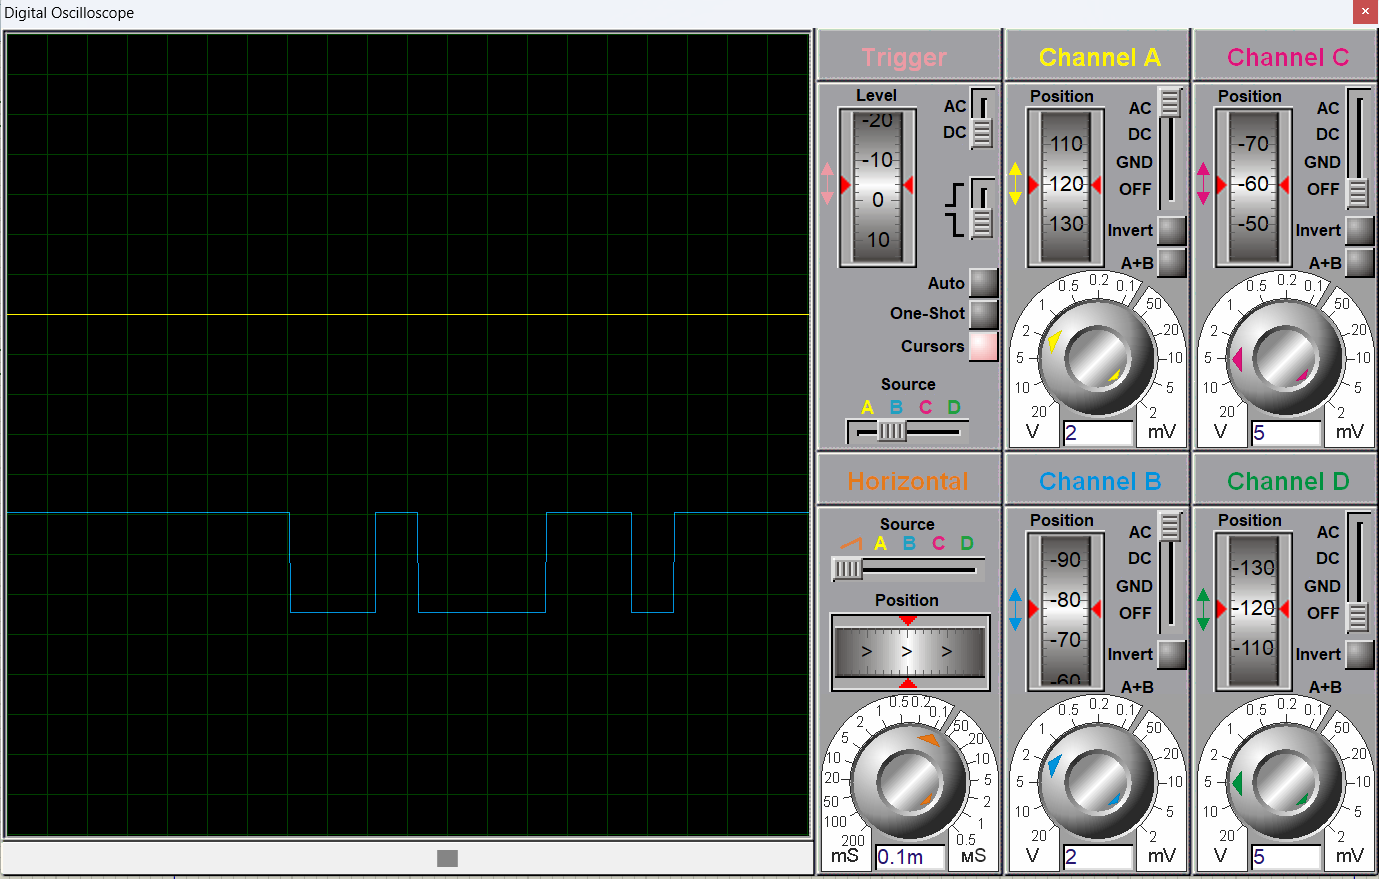 Digital Oscilloscope
×
Trigger
Level
-20
-10
0
10
AC
DC
Auto
One-Shot
Cursors
Source
A B C D
Channel A
Position
110
120
130
AC
DC
GND
OFF
Invert
A+B
20
10
5
2
1
0.5
0.2
0.1
50
20
10
5
2
V
2
mV
Channel C
Position
-70
-60
-50
AC
DC
GND
OFF
Invert
A+B
20
10
5
2
1
0.5
0.2
0.1
50
20
10
5
2
V
5
mV
Horizontal
Source
A B C D
Position
> > >
200
100
50
20
10
5
2
1
0.5
0.2
0.1
50
20
10
5
2
1
0.5
mS
0.1m
мS
Channel B
Position
-90
-80
-70
-60
AC
DC
GND
OFF
Invert
A+B
20
10
5
2
1
0.5
0.2
0.1
50
20
10
5
2
V
2
mV
Channel D
Position
-130
-120
-110
AC
DC
GND
OFF
Invert
A+B
20
10
5
2
1
0.5
0.2
0.1
50
20
10
5
2
V
5
mV